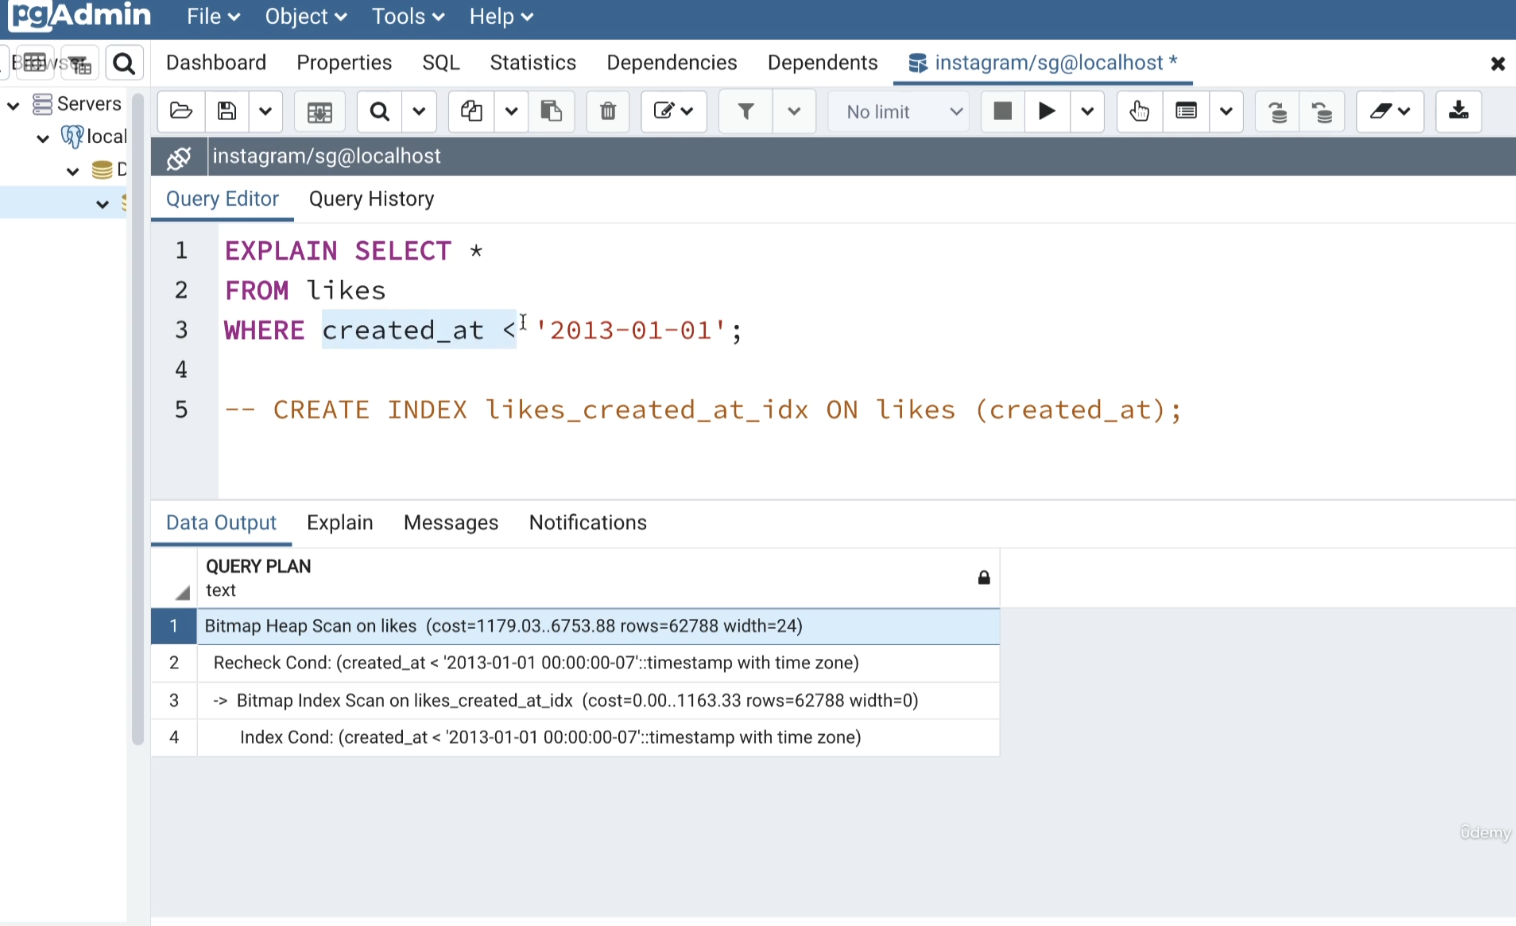 pgAdmin File Object Tools Help
Dashboard Properties SQL Statistics Dependencies Dependents instagram/sg@localhost *
Servers
local
D
No limit
instagram/sg@localhost
Query Editor Query History
1 EXPLAIN SELECT *
2 FROM likes
3 WHERE created_at < '2013-01-01';
4
5 -- CREATE INDEX likes_created_at_idx ON likes (created_at);
Data Output Explain Messages Notifications
QUERY PLAN
text
1 Bitmap Heap Scan on likes (cost=1179.03..6753.88 rows=62788 width=24)
2 Recheck Cond: (created_at < '2013-01-01 00:00:00-07'::timestamp with time zone)
3 -> Bitmap Index Scan on likes_created_at_idx (cost=0.00..1163.33 rows=62788 width=0)
4 Index Cond: (created_at < '2013-01-01 00:00:00-07'::timestamp with time zone)
ûdemy